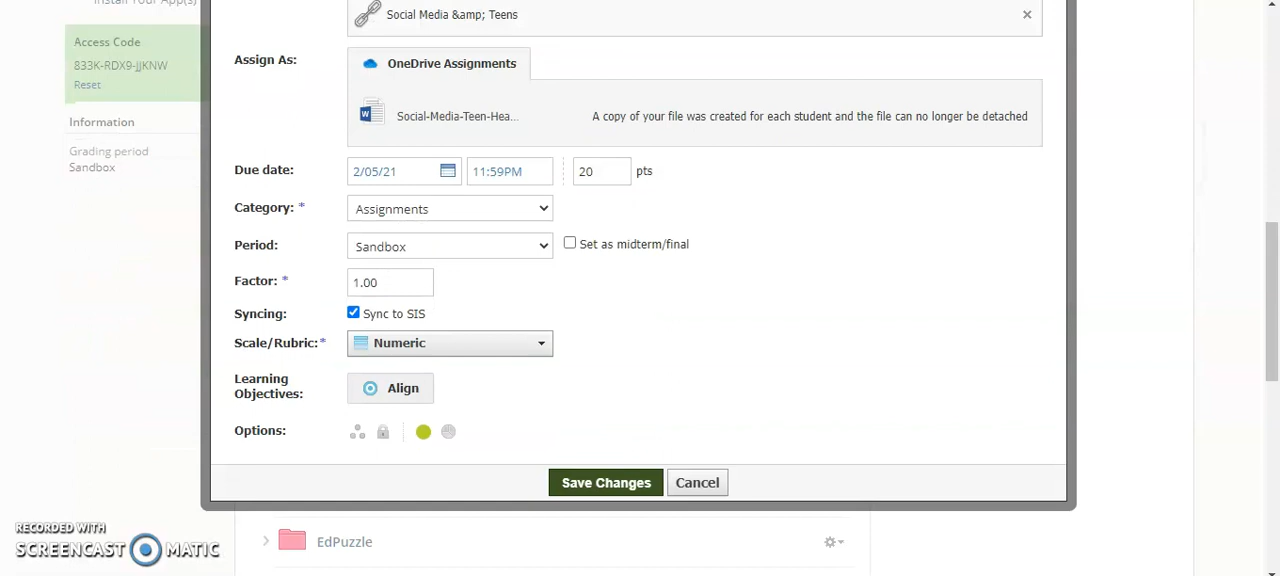 Install Your App(s)
Access Code
833K-RDX9-jJKNW
Reset
Information
Grading period
Sandbox
Social Media &amp; Teens
Assign As:
OneDrive Assignments
Social-Media-Teen-Hea...
A copy of your file was created for each student and the file can no longer be detached
Due date: 2/05/21 11:59PM 20 pts
Category: * Assignments
Period: Sandbox Set as midterm/final
Factor: * 1.00
Syncing: Sync to SIS
Scale/Rubric:* Numeric
Learning
Objectives:
Align
Options:
Save Changes Cancel
RECORDED WITH
SCREENCAST MATIC
EdPuzzle